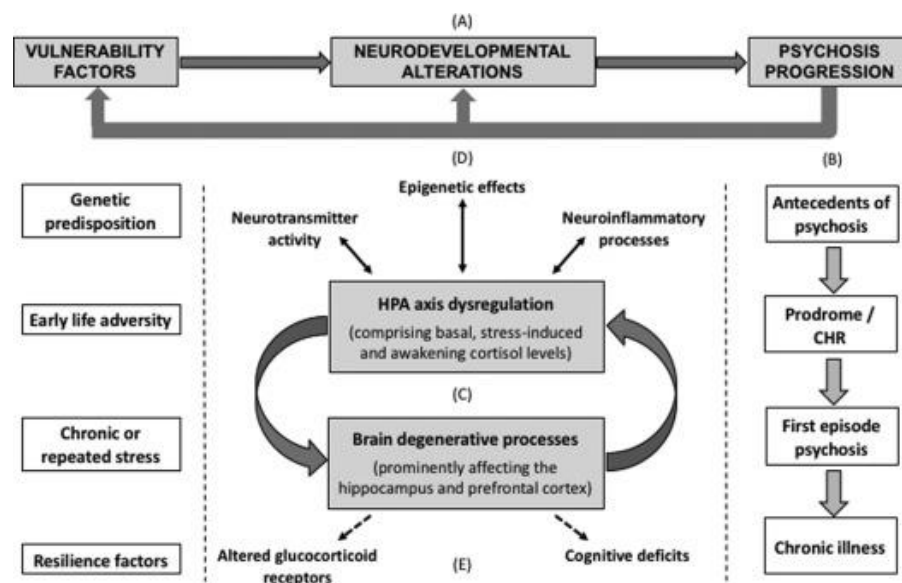 (A)
VULNERABILITY
FACTORS
NEURODEVELOPMENTAL
ALTERATIONS
PSYCHOSIS
PROGRESSION
(D)
(B)
Genetic
predisposition
Early life adversity
Chronic or
repeated stress
Resilience factors
Epigenetic effects
Neurotransmitter
activity
Neuroinflammatory
processes
HPA axis dysregulation
(comprising basal, stress-induced
and awakening cortisol levels)
(C)
Brain degenerative processes
(prominently affecting the
hippocampus and prefrontal cortex)
Altered glucocorticoid
receptors
(E)
Cognitive deficits
Antecedents of
psychosis
Prodrome /
CHR
First episode
psychosis
Chronic illness